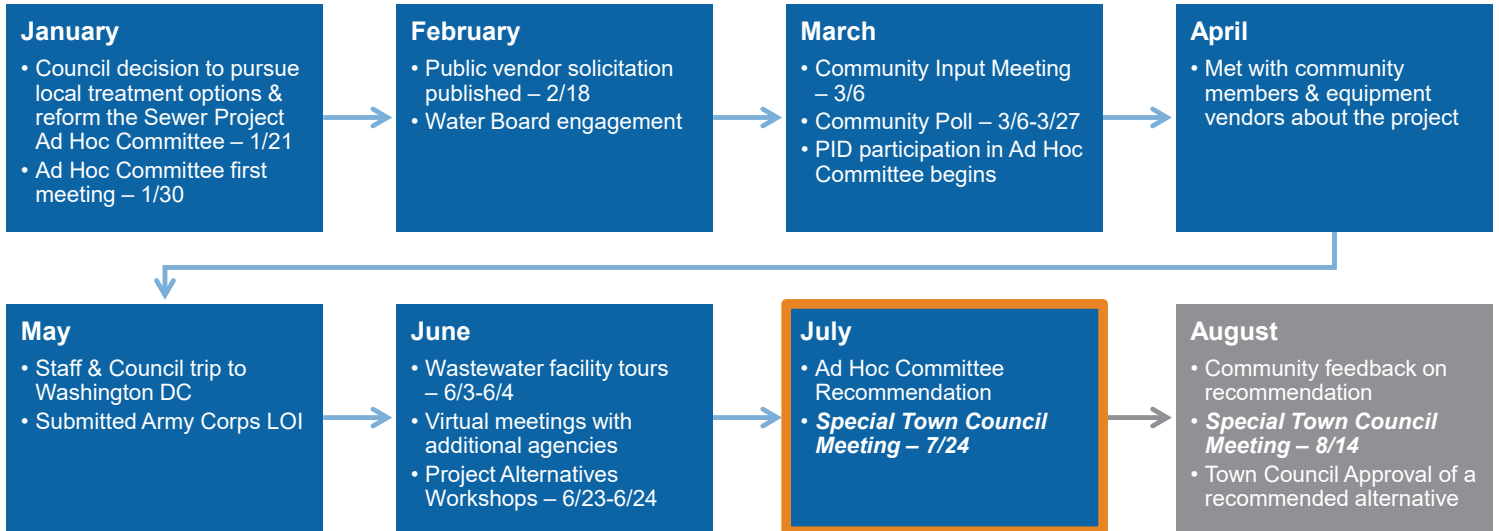 January
• Council decision to pursue
local treatment options &
reform the Sewer Project
Ad Hoc Committee – 1/21
• Ad Hoc Committee first
meeting – 1/30
February
• Public vendor solicitation
published – 2/18
• Water Board engagement
March
• Community Input Meeting
– 3/6
• Community Poll – 3/6-3/27
• PID participation in Ad Hoc
Committee begins
April
• Met with community
members & equipment
vendors about the project
May
• Staff & Council trip to
Washington DC
• Submitted Army Corps LOI
June
• Wastewater facility tours
– 6/3-6/4
• Virtual meetings with
additional agencies
• Project Alternatives
Workshops – 6/23-6/24
July
• Ad Hoc Committee
Recommendation
• Special Town Council
Meeting – 7/24
August
• Community feedback on
recommendation
• Special Town Council
Meeting – 8/14
• Town Council Approval of a
recommended alternative